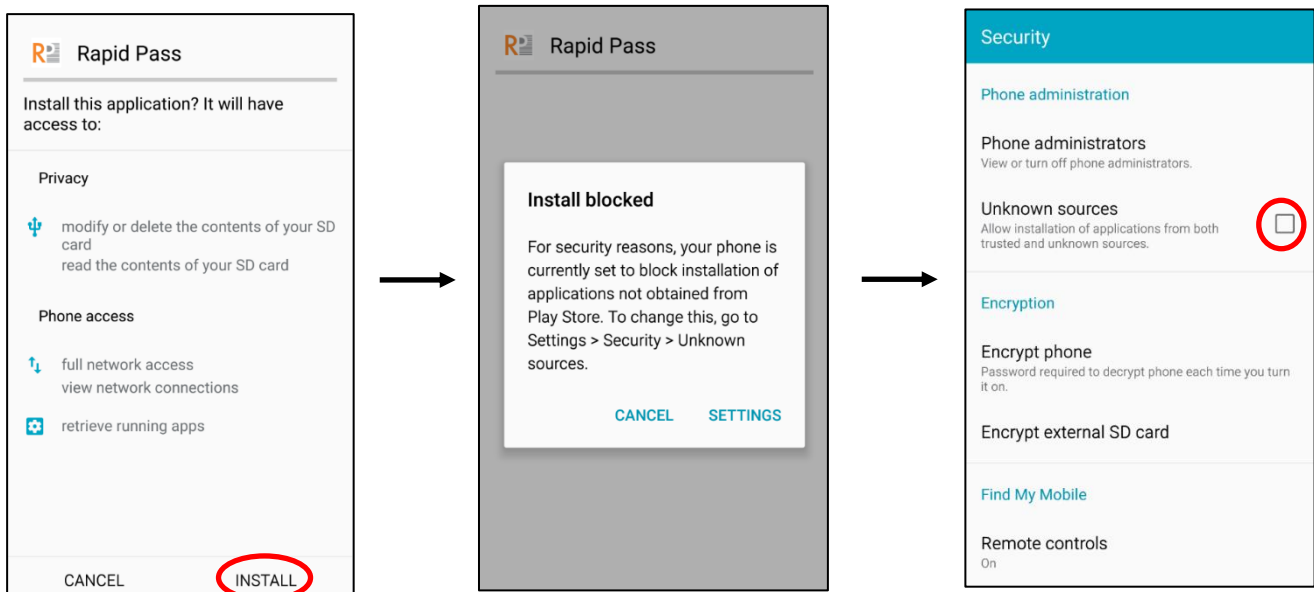 Rapid Pass
Install this application? It will have
access to:
Privacy
modify or delete the contents of your SD
card
read the contents of your SD card
Phone access
full network access
view network connections
retrieve running apps
CANCEL INSTALL
Rapid Pass
Install blocked
For security reasons, your phone is
currently set to block installation of
applications not obtained from
Play Store. To change this, go to
Settings > Security > Unknown
sources.
CANCEL SETTINGS
Security
Phone administration
Phone administrators
View or turn off phone administrators.
Unknown sources
Allow installation of applications from both
trusted and unknown sources.
Encryption
Encrypt phone
Password required to decrypt phone each time you turn
it on.
Encrypt external SD card
Find My Mobile
Remote controls
On